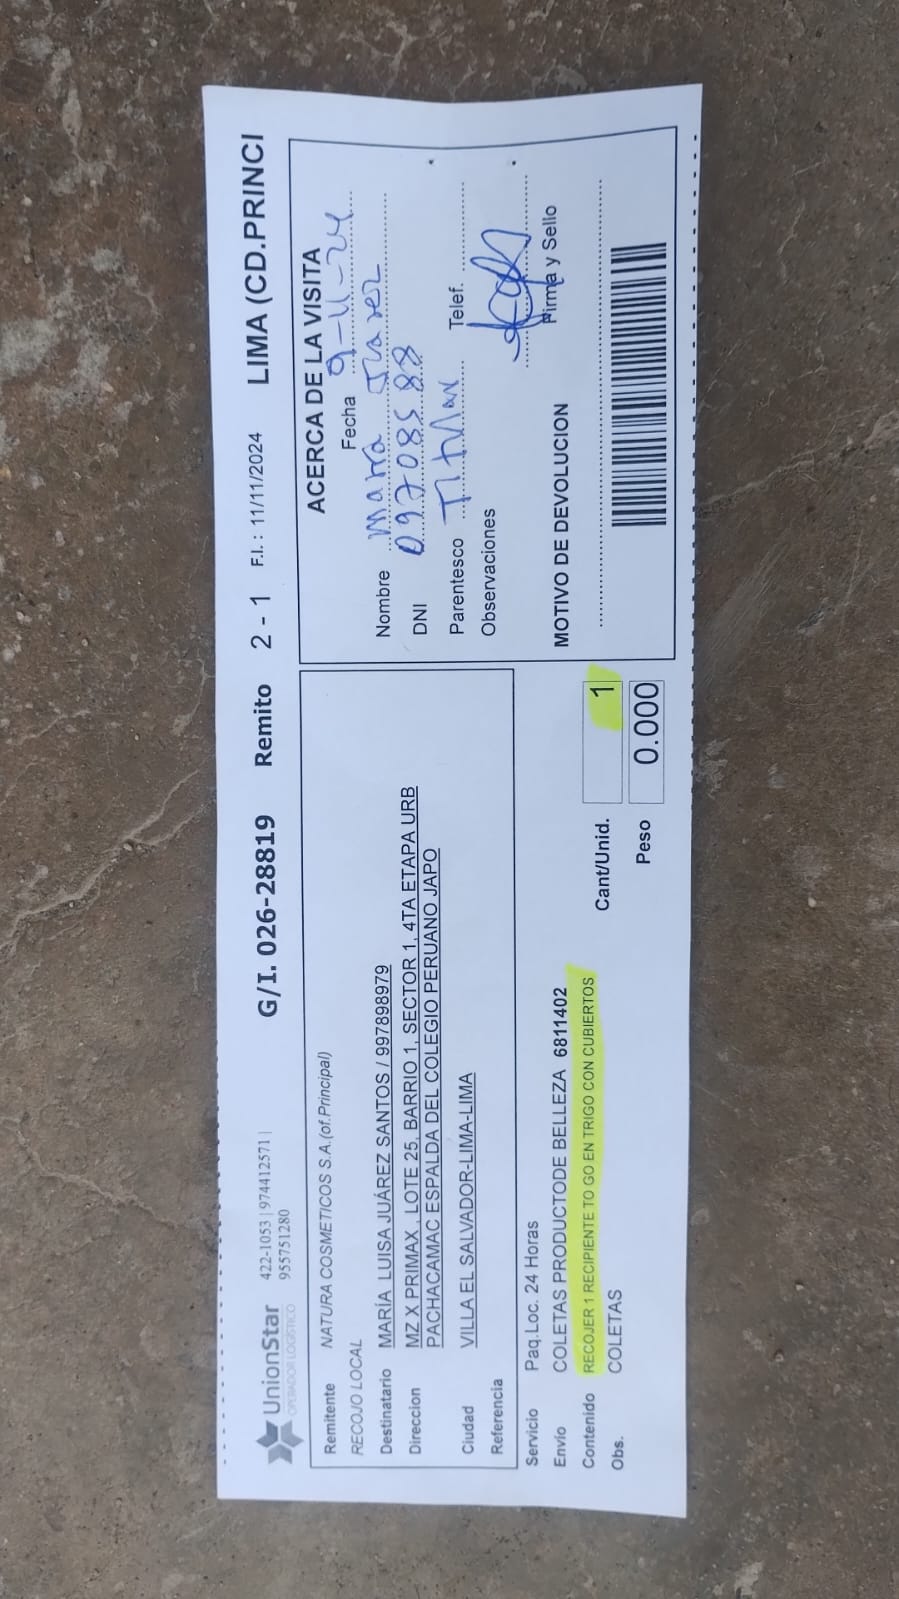 UnionStar
OPERADOR LOGÍSTICO
422-1053 | 974412571 |
955751280
G/I. 026-28819 Remito 2 - 1 F.I. : 11/11/2024 LIMA (CD.PRINCI
Remitente NATURA COSMETICOS S.A.(of.Principal)
RECOJO LOCAL
Destinatario MARÍA LUISA JUÁREZ SANTOS / 997898979
Direccion MZ X PRIMAX , LOTE 25, BARRIO 1, SECTOR 1, 4TA ETAPA URB
PACHACAMAC ESPALDA DEL COLEGIO PERUANO JAPO
Ciudad VILLA EL SALVADOR-LIMA-LIMA
Referencia
Servicio Paq.Loc. 24 Horas
Envío COLETAS PRODUCTODE BELLEZA 6811402
Contenido RECOJER 1 RECIPIENTE TO GO EN TRIGO CON CUBIERTOS
Obs. COLETAS
Cant/Unid. 1
Peso 0.000
ACERCA DE LA VISITA
Fecha 9-11-24
Nombre Maria
DNI 09708588
Parentesco Titular Telef.
Observaciones
Firma y Sello
MOTIVO DE DEVOLUCION